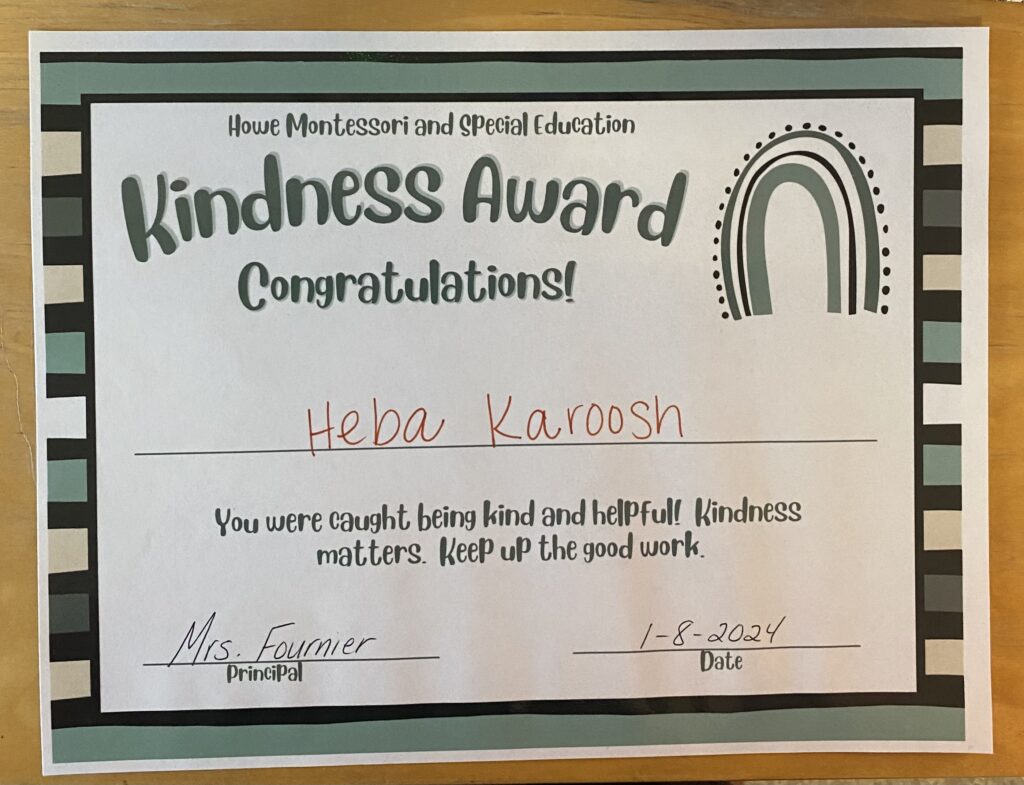 Howe Montessori and Special Education
Kindness Award
Congratulations!
Heba Karoosh
You were caught being kind and helpful! Kindness
matters. Keep up the good work.
Mrs. Fournier
Principal
1-8-2024
Date